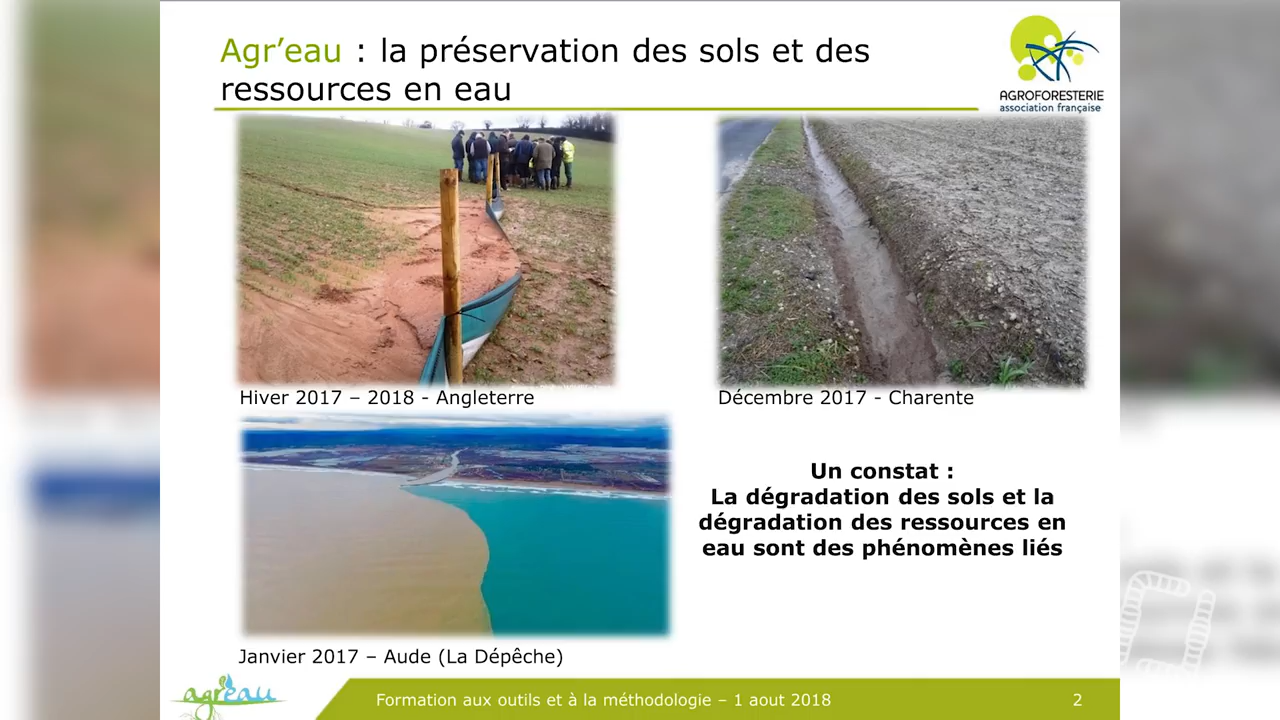 Agr’eau : la préservation des sols et des
ressources en eau
AGROFORESTERIE
association française
Hiver 2017 – 2018 - Angleterre
Décembre 2017 - Charente
Un constat :
La dégradation des sols et la
dégradation des ressources en
eau sont des phénomènes liés
Janvier 2017 – Aude (La Dépêche)
agr'eau
Formation aux outils et à la méthodologie – 1 aout 2018
2